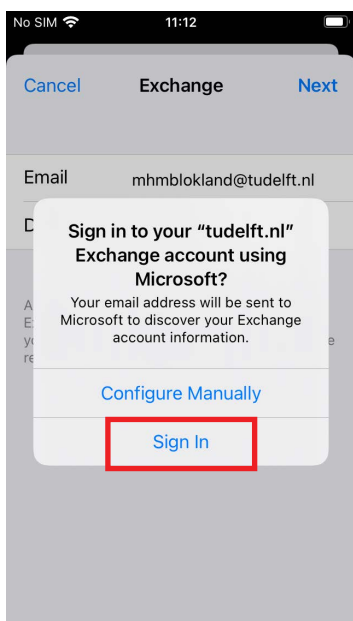 No SIM 11:12
Cancel Exchange Next
Email mhmblokland@tudelft.nl
D
Sign in to your “tudelft.nl”
Exchange account using
Microsoft?
Your email address will be sent to
Microsoft to discover your Exchange
account information.
Configure Manually
Sign In